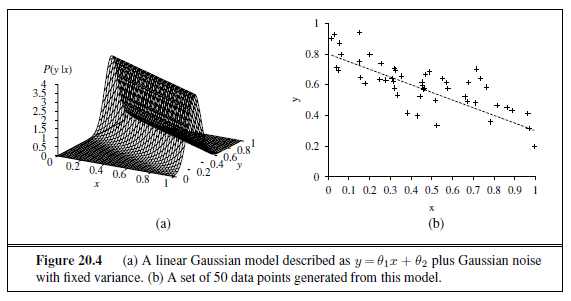 P(y |x)
4
3.5
3
2.5
2
1.5
1
0.5
0
0 0.2 0.4 0.6 0.8 1
x
0 0.2 0.4 0.6 0.8 1
y
(a)
1
0.8
0.6
0.4
0.2
0
y
0 0.1 0.2 0.3 0.4 0.5 0.6 0.7 0.8 0.9 1
x
(b)
Figure 20.4 (a) A linear Gaussian model described as y = θ₁x + θ₂ plus Gaussian noise
with fixed variance. (b) A set of 50 data points generated from this model.